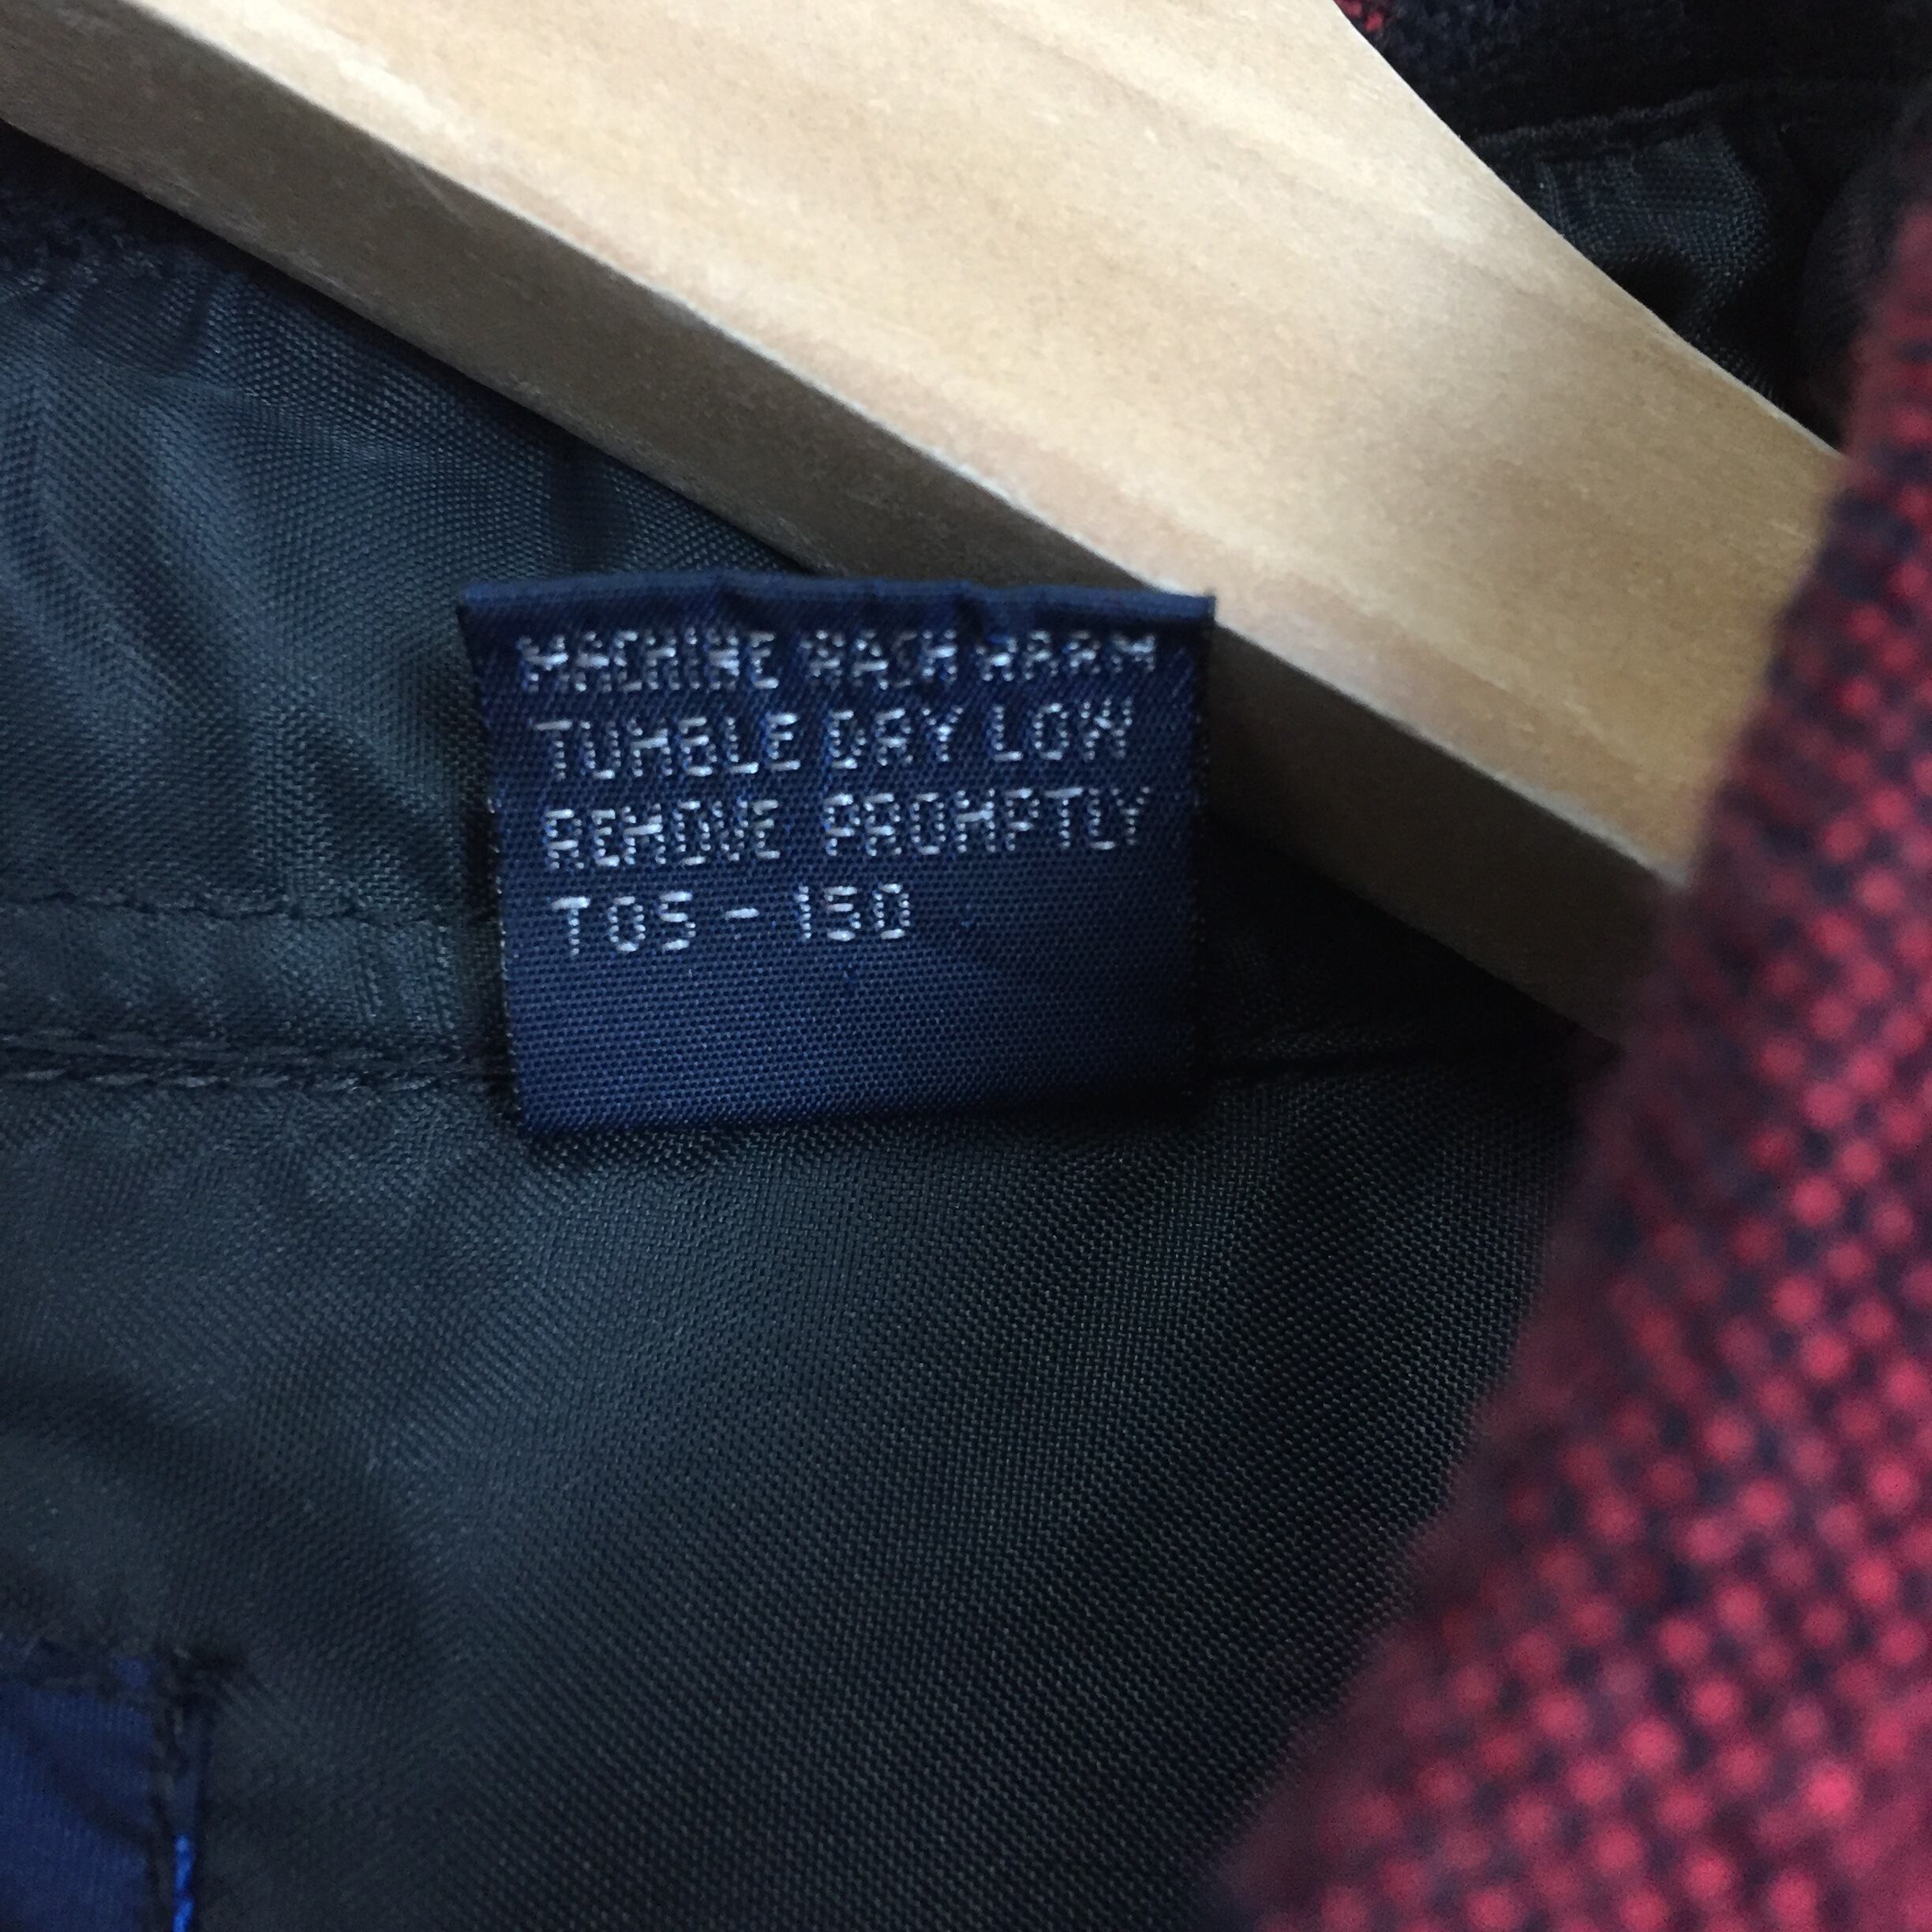 MACHINE WASH WARM
TUMBLE DRY LOW
REMOVE PROMPTLY
TOS - 150